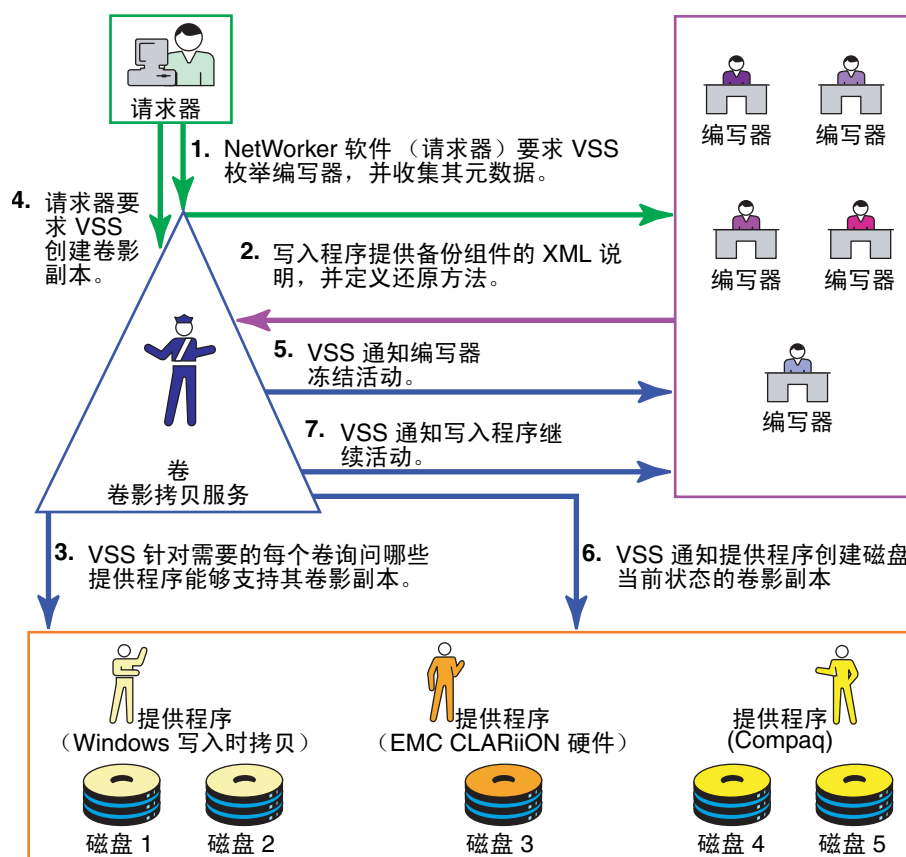 请求器
编写器
编写器
编写器
编写器
编写器
1. NetWorker 软件（请求器）要求 VSS
枚举编写器，并收集其元数据。
4. 请求器要
求 VSS
创建卷影
副本。
2. 写入程序提供备份组件的 XML 说
明，并定义还原方法。
5. VSS 通知编写器
冻结活动。
7. VSS 通知写入程序继
续活动。
卷
卷影拷贝服务
3. VSS 针对需要的每个卷询问哪些
提供程序能够支持其卷影副本。
6. VSS 通知提供程序创建磁盘
当前状态的卷影副本
提供程序
（Windows 写入时拷贝）
提供程序
（EMC CLARiiON 硬件）
提供程序
(Compaq)
磁盘 1
磁盘 2
磁盘 3
磁盘 4
磁盘 5